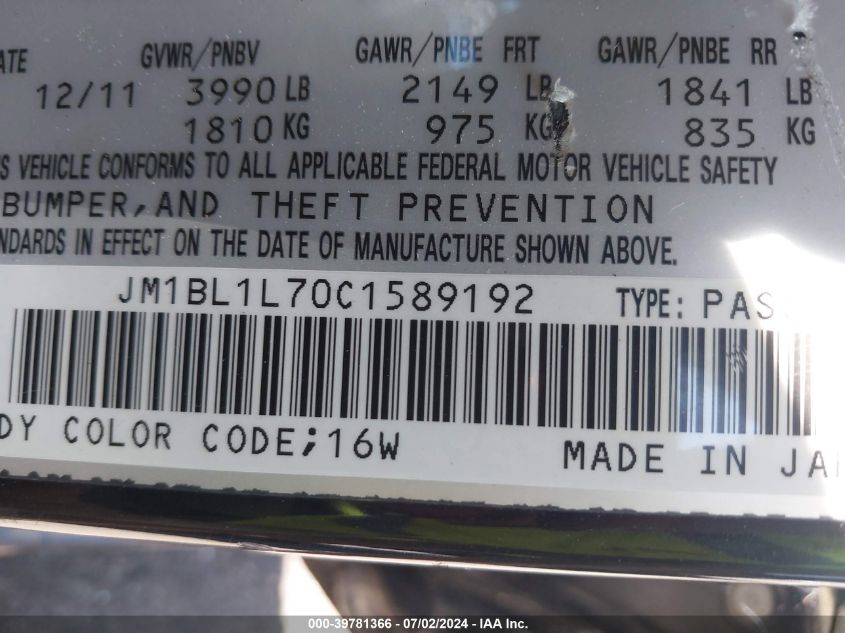 ATE GVWR/PNBV GAWR/PNBE FRT GAWR/PNBE RR
12/11 3990 LB 2149 LB 1841 LB
1810 KG 975 KG 835 KG
S VEHICLE CONFORMS TO ALL APPLICABLE FEDERAL MOTOR VEHICLE SAFETY
BUMPER, AND THEFT PREVENTION
NDARDS IN EFFECT ON THE DATE OF MANUFACTURE SHOWN ABOVE.
JM1BL1L70C1589192 TYPE: PAS
DY COLOR CODE;16W
MADE IN JA
000-39781366 - 07/02/2024 - IAA Inc.